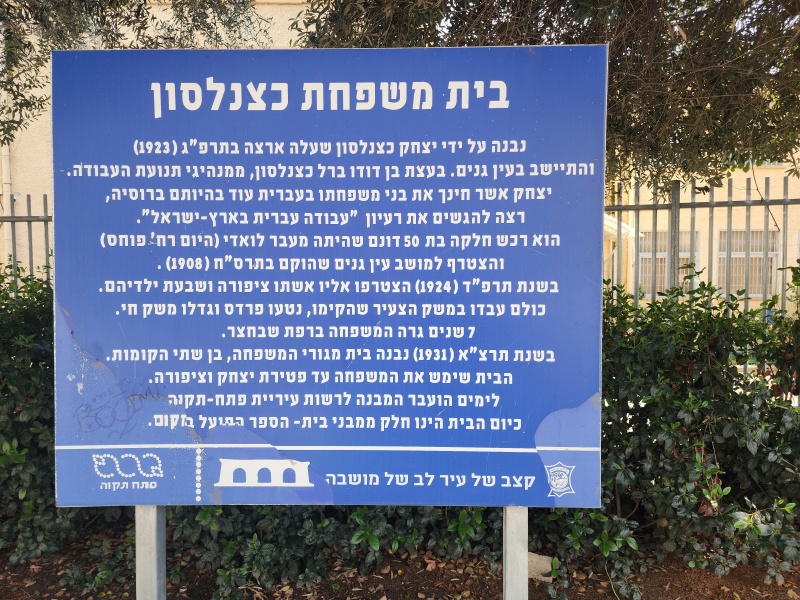 בית משפחת כצנלסון
נבנה על ידי יצחק כצנלסון שעלה ארצה בתרפ"ג (1923)
והתיישב בעין גנים. בעצת בן דודו ברל כצנלסון, ממנהיגי תנועת העבודה.
יצחק אשר חינך את בני משפחתו בעברית עוד בהיותם ברוסיה,
רצה להגשים את רעיון "עבודה עברית בארץ-ישראל".
הוא רכש חלקה בת 50 דונם שהיתה מעבר לואדי (היום רח' פוחס)
והצטרף למושב עין גנים שהוקם בתרס"ח (1908).
בשנת תרפ"ד (1924) הצטרפו אליו אשתו ציפורה ושבעת ילדיהם.
כולם עבדו במשק הצעיר שהקימו, נטעו פרדס וגדלו משק חי.
7 שנים גרה המשפחה ברפת שבחצר.
בשנת תרצ"א (1931) נבנה בית מגורי המשפחה, בן שתי הקומות.
הבית שימש את המשפחה עד פטירת יצחק וציפורה.
לימים הועבר המבנה לרשות עיריית פתח-תקוה
כיום הבית הינו חלק ממבני בית- הספר הפועל במקום.
קצב של עיר לב של מושבה
פתח תקוה